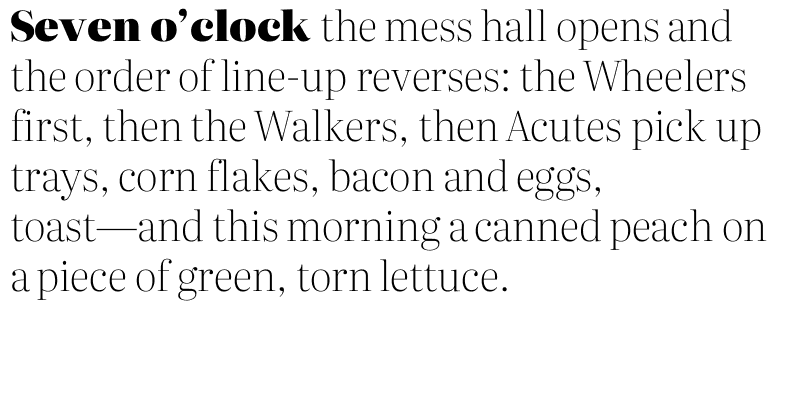 Seven o’clock the mess hall opens and
the order of line-up reverses: the Wheelers
first, then the Walkers, then Acutes pick up
trays, corn flakes, bacon and eggs,
toast—and this morning a canned peach on
a piece of green, torn lettuce.